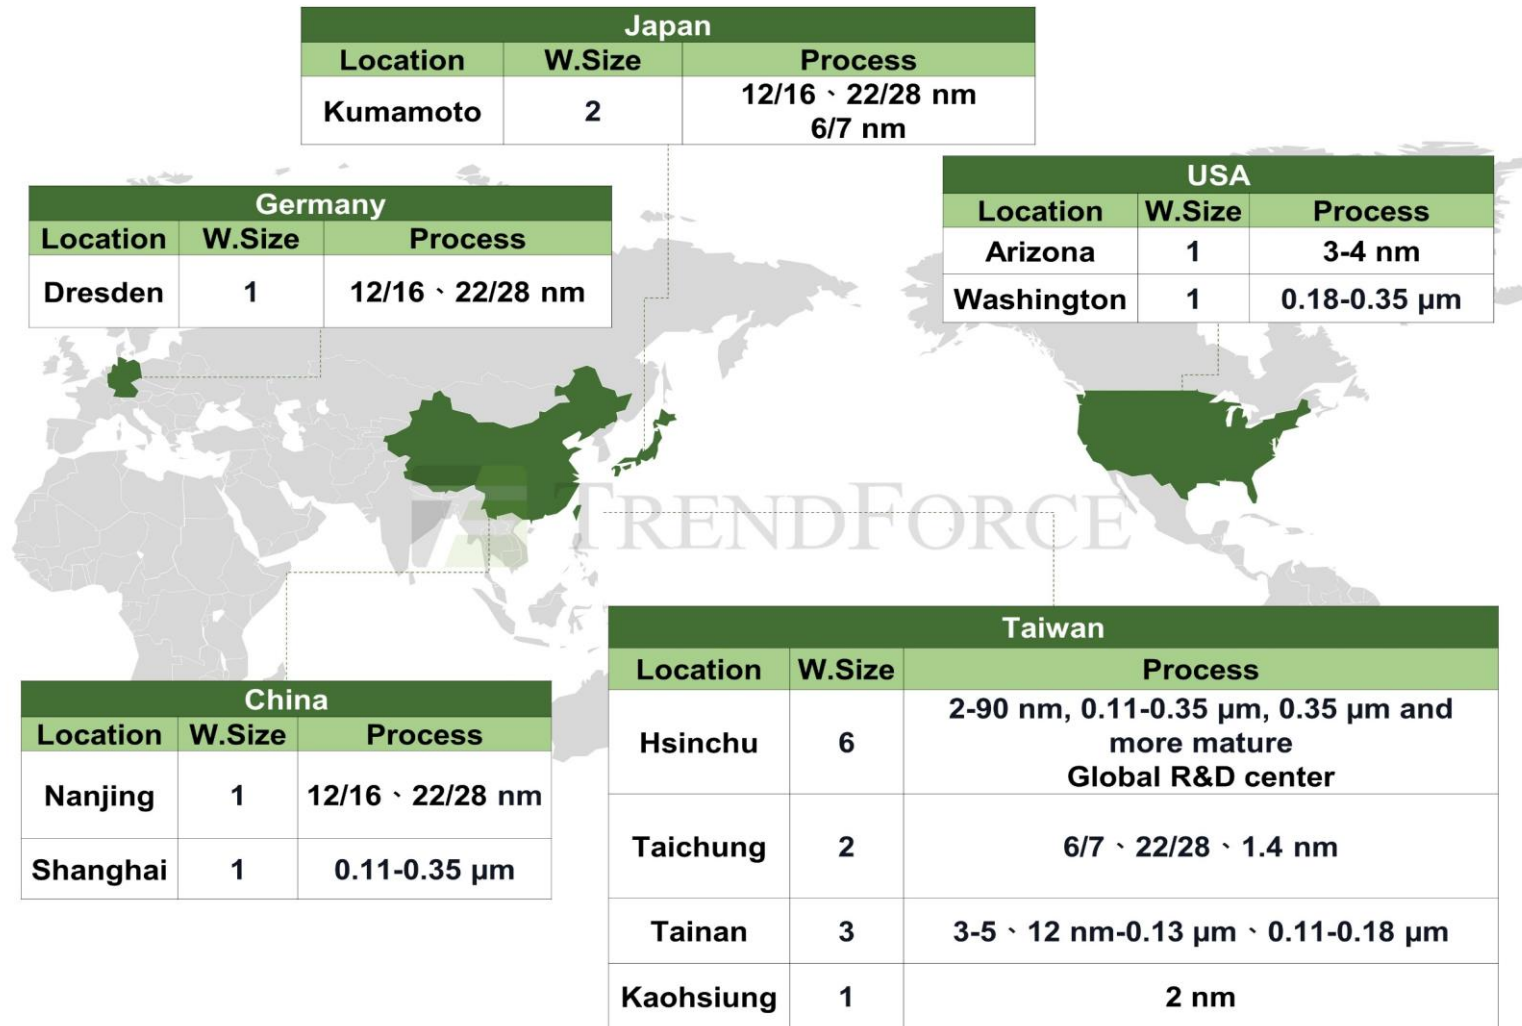 Japan
Location W.Size Process
Kumamoto 2 12/16、22/28 nm
6/7 nm
USA
Location W.Size Process
Arizona 1 3-4 nm
Washington 1 0.18-0.35 μm
Germany
Location W.Size Process
Dresden 1 12/16、22/28 nm
TRENDFORCE
Taiwan
Location W.Size Process
Hsinchu 6 2-90 nm, 0.11-0.35 μm, 0.35 μm and
more mature
Global R&D center
Taichung 2 6/7、22/28、1.4 nm
Tainan 3 3-5、12 nm-0.13 μm、0.11-0.18 μm
Kaohsiung 1 2 nm
China
Location W.Size Process
Nanjing 1 12/16、22/28 nm
Shanghai 1 0.11-0.35 μm